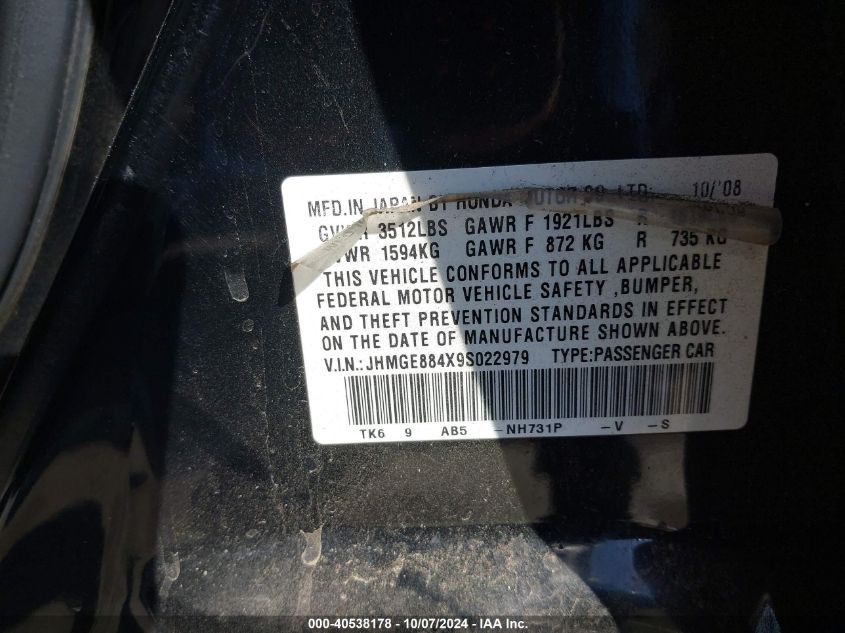 MFD.IN JAPAN BY HONDA MOTOR CO. LTD. 10/'08
3512LBS GAWR F 1921LBS
GAWR F 872 KG R 735 KG
1594KG
THIS VEHICLE CONFORMS TO ALL APPLICABLE
FEDERAL MOTOR VEHICLE SAFETY ,BUMPER,
AND THEFT PREVENTION STANDARDS IN EFFECT
ON THE DATE OF MANUFACTURE SHOWN ABOVE.
V.I.N.:JHMGE884X9S022979 TYPE:PASSENGER CAR
TK6 9 AB5 -NH731P -V -S
000-40538178 - 10/07/2024 - IAA Inc.